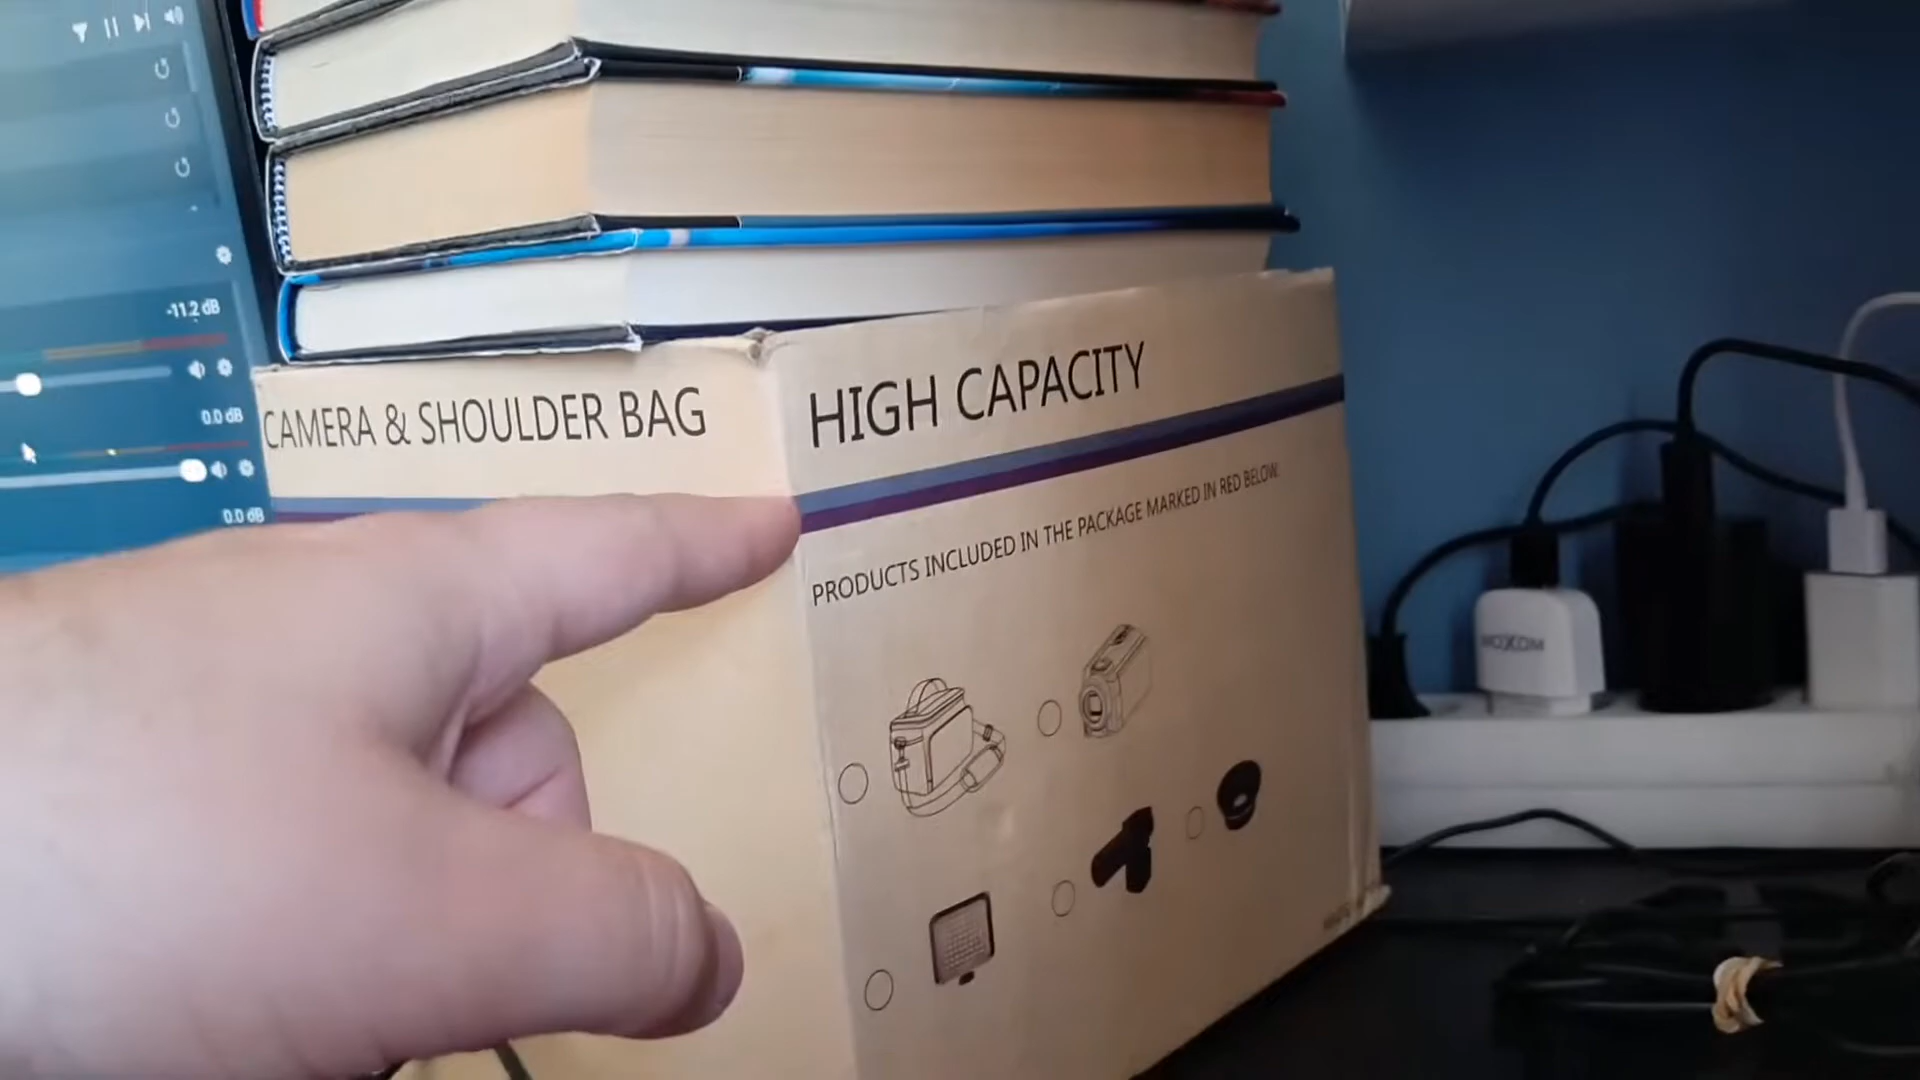 -11.2 dB
0.0 dB
0.0 dB
CAMERA & SHOULDER BAG
HIGH CAPACITY
PRODUCTS INCLUDED IN THE PACKAGE MARKED IN RED BELOW.
MOXOM